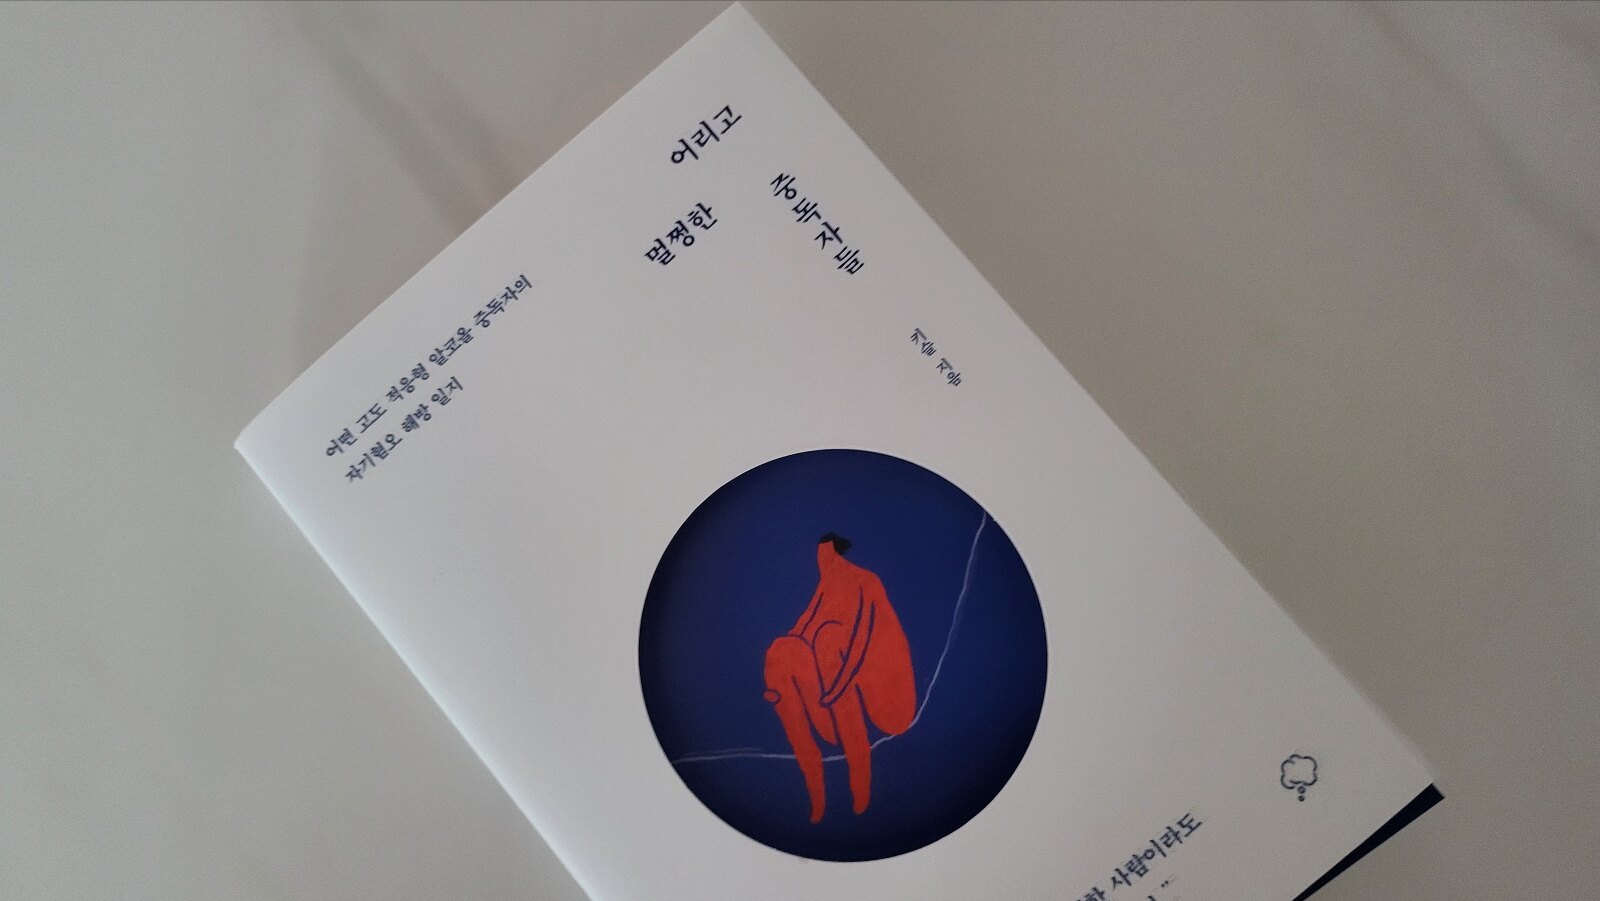 어리고
멀쩡한
중독자들
키슬 지음
어떤 고도 적응형 알코올 중독자의
자기혐오 해방 일지
사람이라도